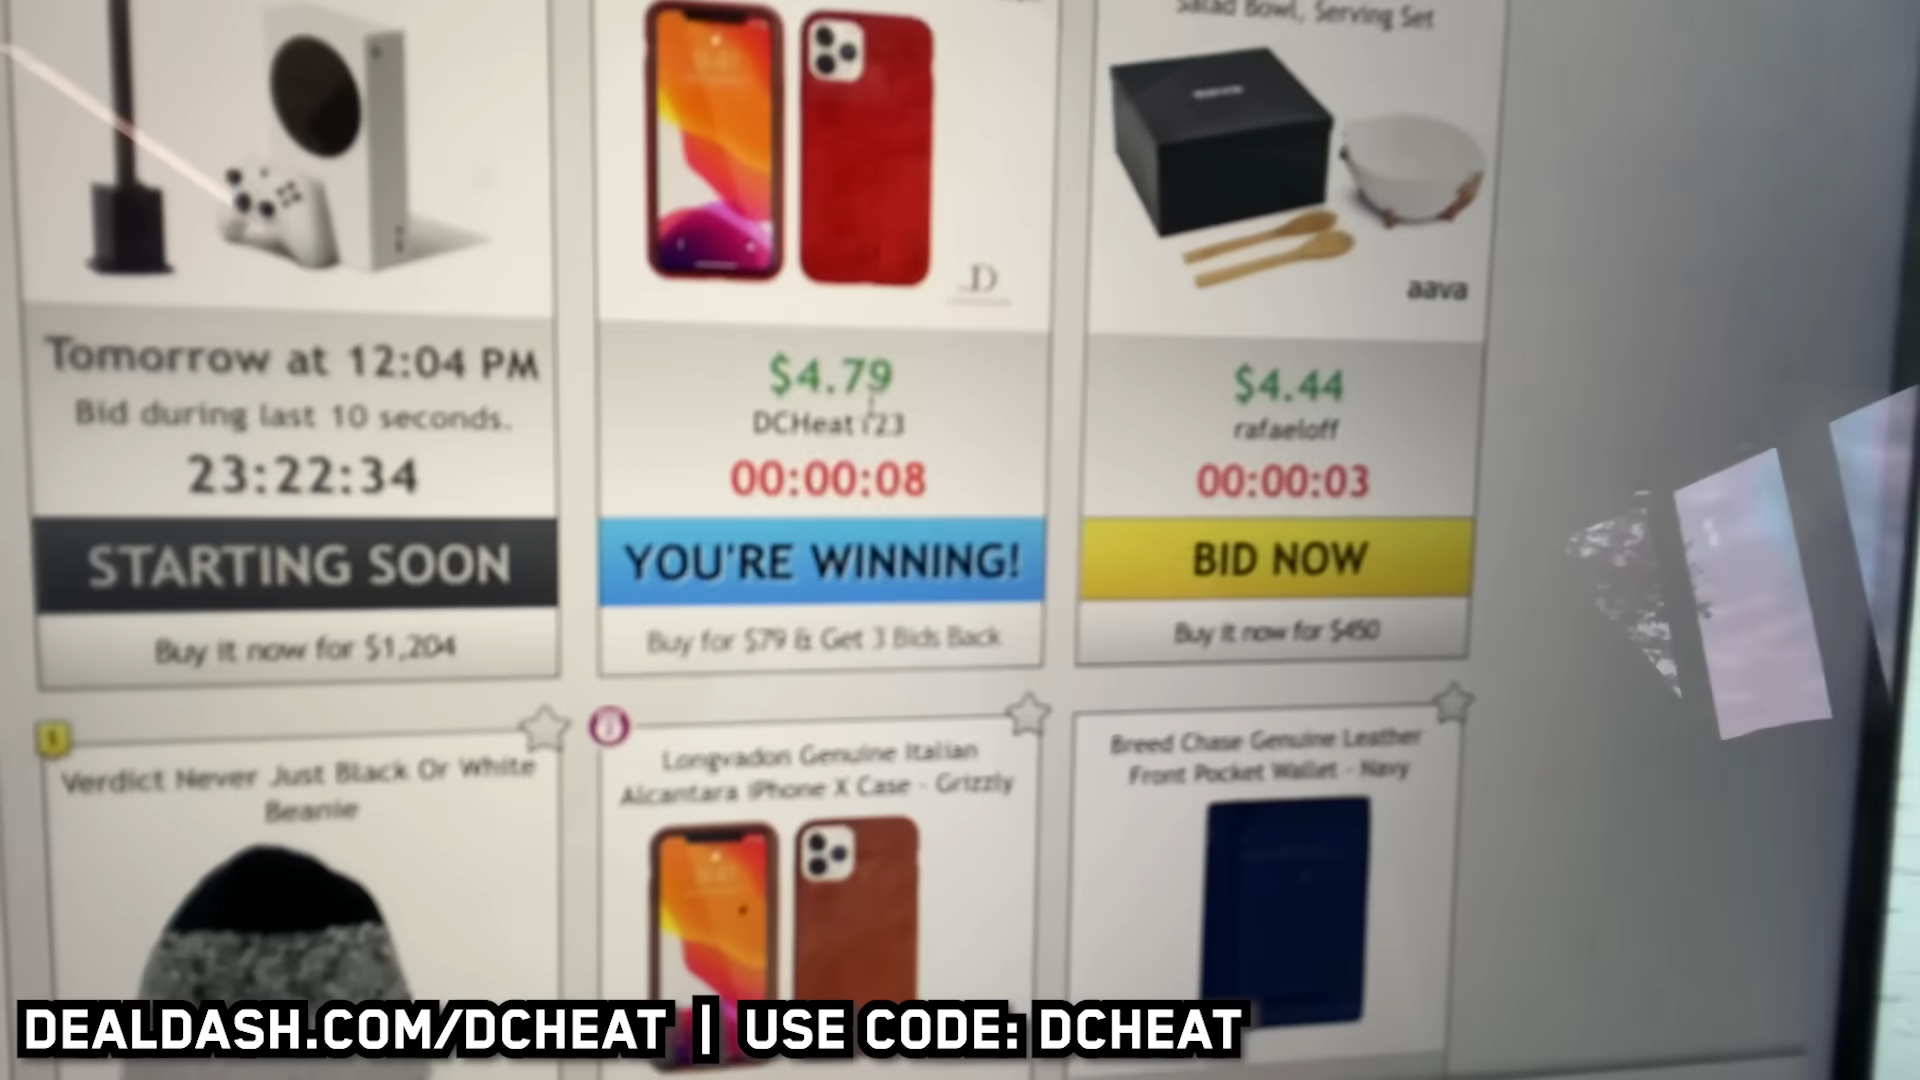 Salad Bowl, Serving Set
D
aava
Tomorrow at 12:04 PM
Bid during last 10 seconds.
23:22:34
STARTING SOON
Buy it now for $1,204
$4.79
DCHeat123
00:00:08
YOU'RE WINNING!
Buy for $79 & Get 3 Bids Back
$4.44
rafaeloff
00:00:03
BID NOW
Buy it now for $450
Verdict Never Just Black Or White
Beanie
Longvadon Genuine Italian
Alcantara iPhone X Case - Grizzly
Breed Chase Genuine Leather
Front Pocket Wallet - Navy
DEALDASH.COM/DCHEAT | USE CODE: DCHEAT